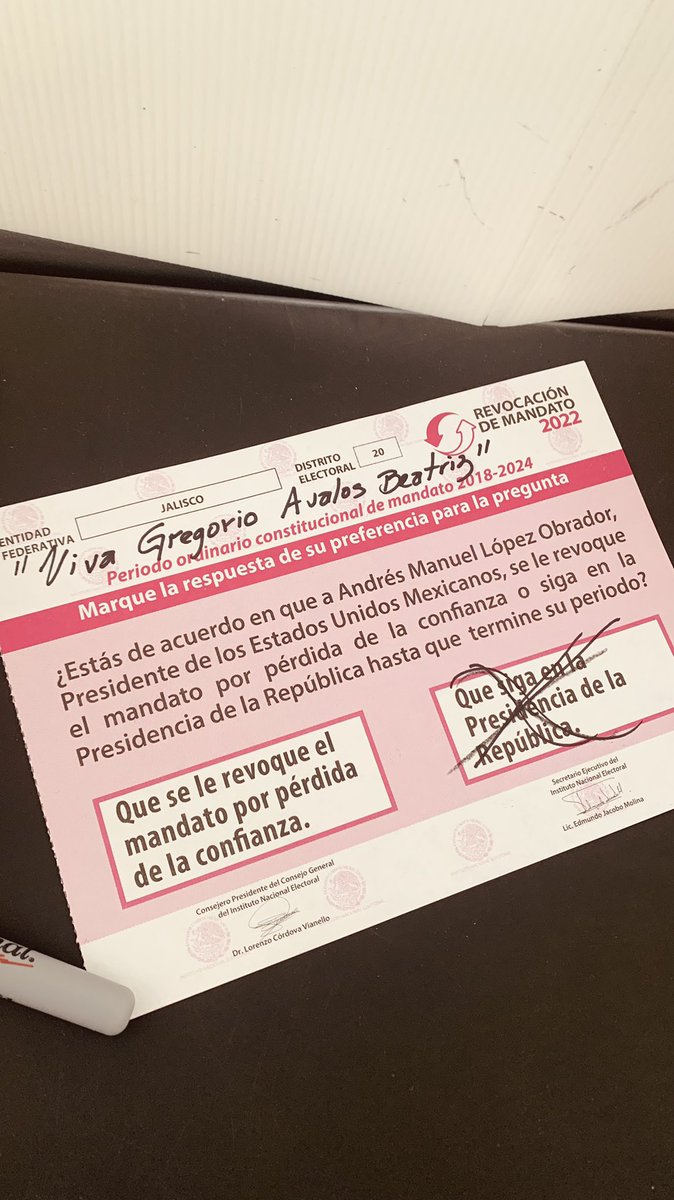 REVOCACIÓN
DE MANDATO
2022
DISTRITO
ELECTORAL
20
ENTIDAD
FEDERATIVA
JALISCO
"Viva Gregorio Avalos Beatriz"
Periodo ordinario constitucional de mandato 2018-2024
Marque la respuesta de su preferencia para la pregunta
¿Estás de acuerdo en que a Andrés Manuel López Obrador,
Presidente de los Estados Unidos Mexicanos, se le revoque
el mandato por pérdida de la confianza o siga en la
Presidencia de la República hasta que termine su periodo?
Que se le revoque el
mandato por pérdida
de la confianza.
Que siga en la
Presidencia de la
República.
Consejero Presidente del Consejo General
del Instituto Nacional Electoral
Dr. Lorenzo Córdova Vianello
Secretario Ejecutivo del
Instituto Nacional Electoral
Lic. Edmundo Jacobo Molina